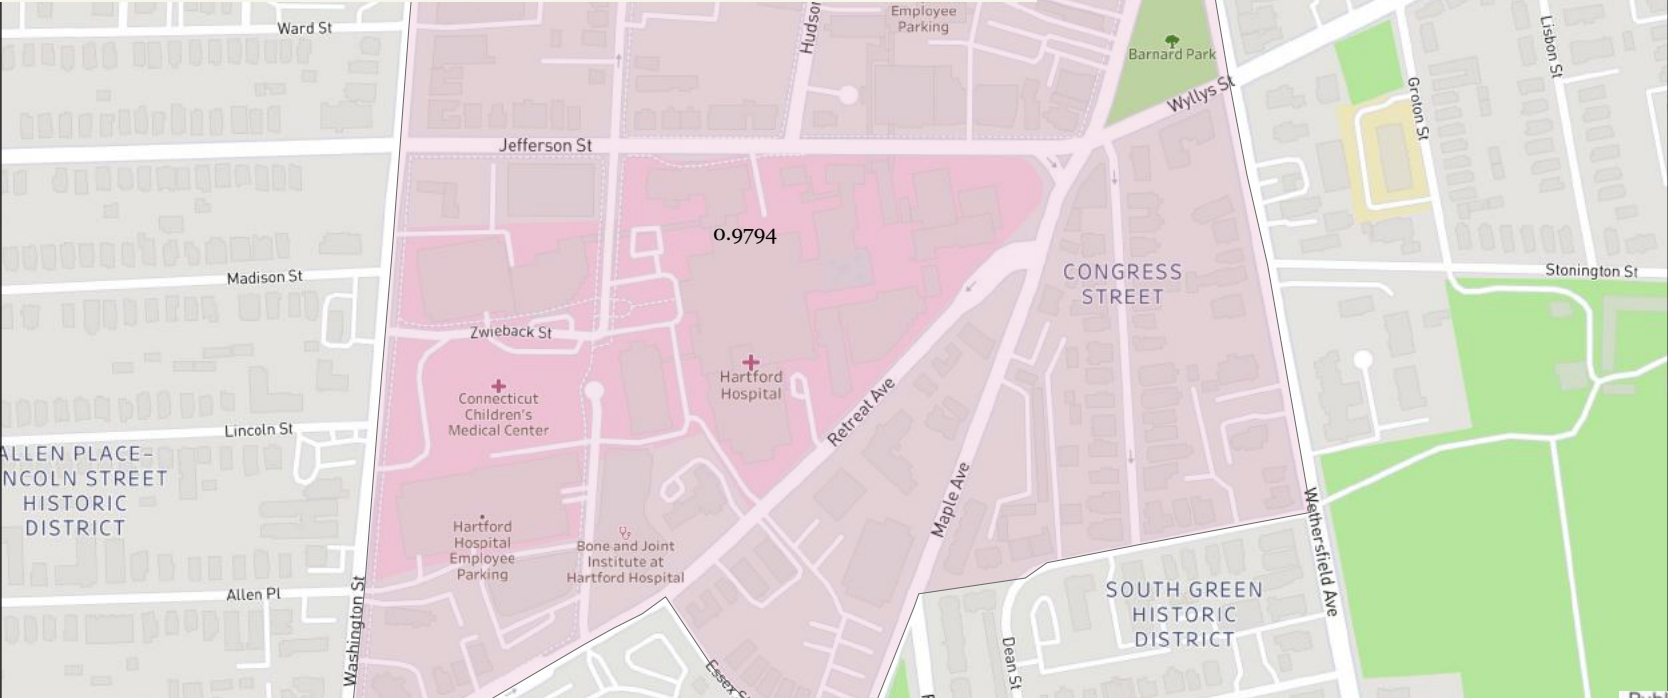 Ward St
Hudson
Employee
Parking
Barnard Park
Wyllys St
Lisbon St
Groton St
Jefferson St
0.9794
Madison St
CONGRESS
STREET
Stonington St
Zwieback St
Hartford
Hospital
Connecticut
Children's
Medical Center
Retreat Ave
Lincoln St
ALLEN PLACE-
NCOLN STREET
HISTORIC
DISTRICT
Maple Ave
Wethersfield Ave
Hartford
Hospital
Employee
Parking
Bone and Joint
Institute at
Hartford Hospital
Allen Pl
Washington St
SOUTH GREEN
HISTORIC
DISTRICT
Dean St
Essex S